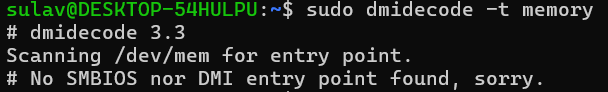 sulav@DESKTOP-54HULPU:~$ sudo dmidecode -t memory
# dmidecode 3.3
Scanning /dev/mem for entry point.
# No SMBIOS nor DMI entry point found, sorry.